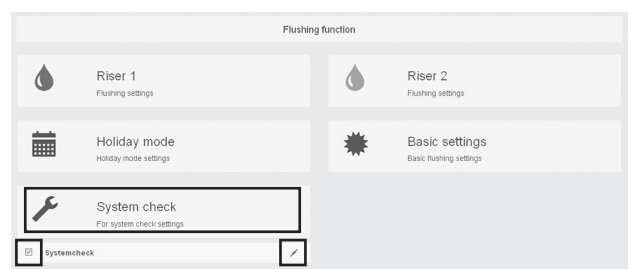 Flushing function
Riser 1
Flushing settings
Riser 2
Flushing settings
Holiday mode
Holiday mode settings
Basic settings
Basic flushing settings
System check
For system check settings
Systemcheck